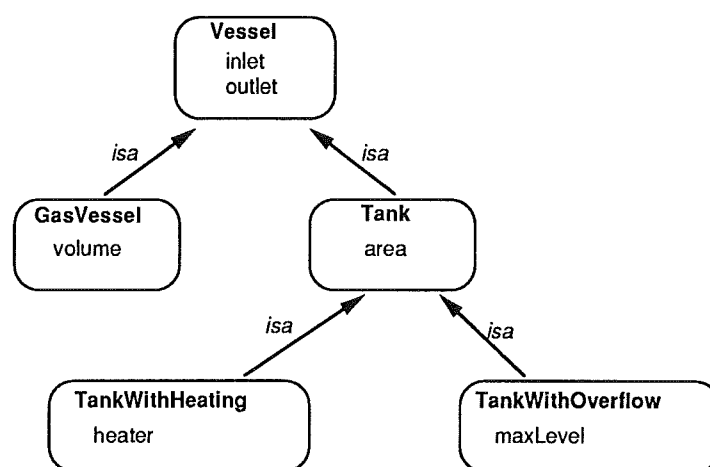 Vessel
inlet
outlet
isa
isa
GasVessel
volume
Tank
area
isa
isa
TankWithHeating
heater
TankWithOverflow
maxLevel